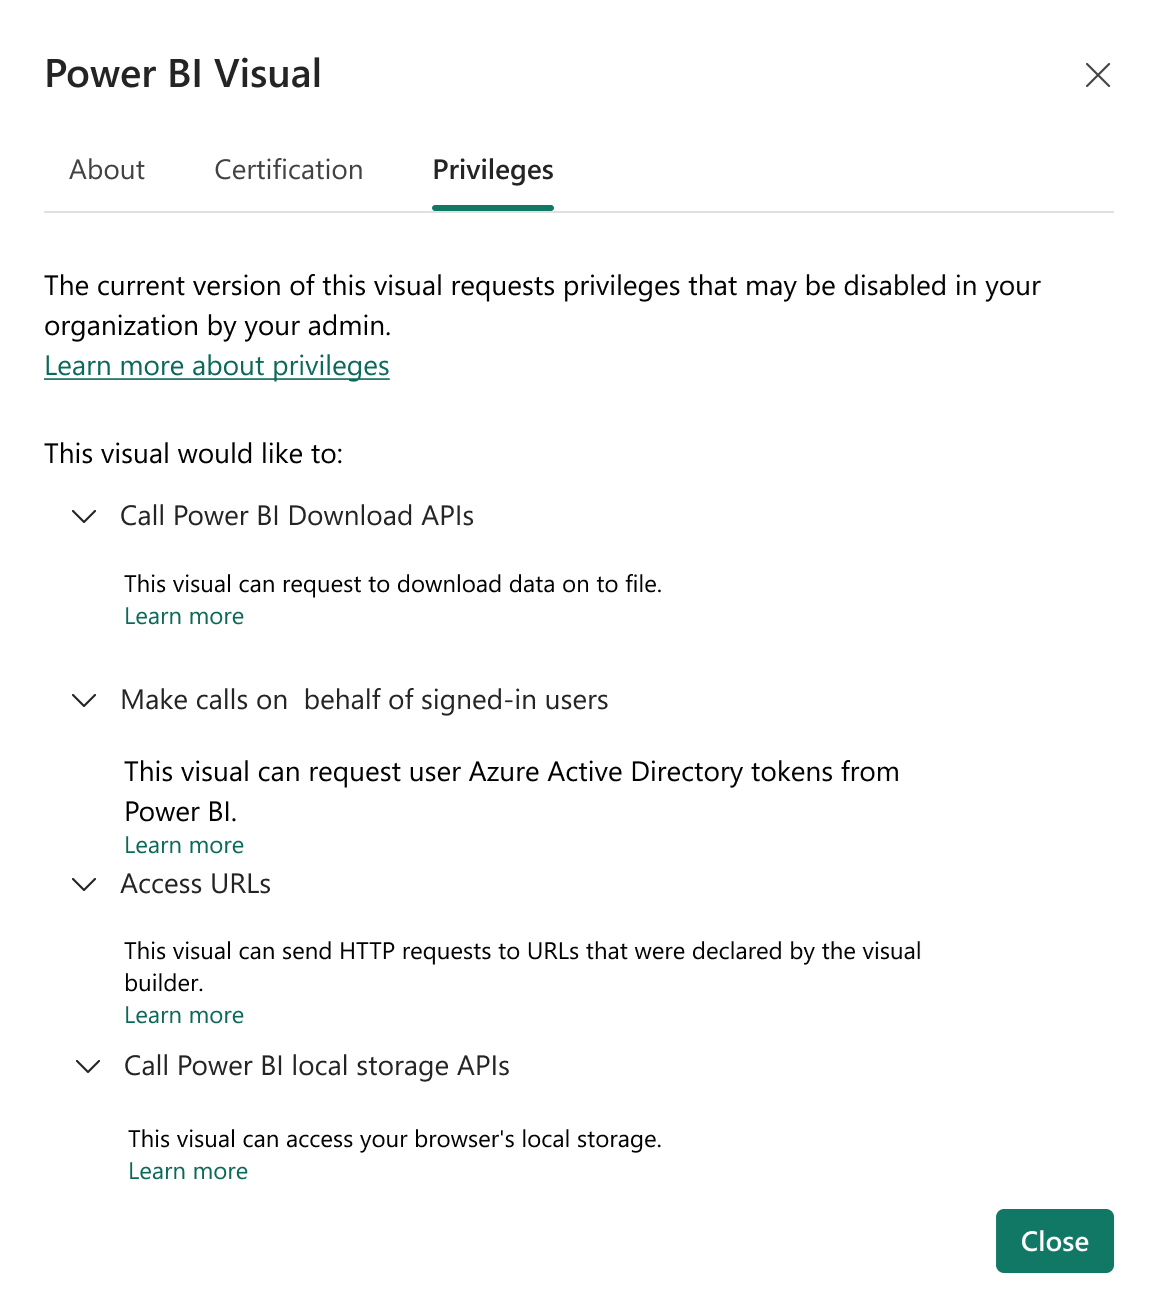 Power BI Visual
About Certification Privileges
The current version of this visual requests privileges that may be disabled in your
organization by your admin.
Learn more about privileges
This visual would like to:
Call Power BI Download APIs
This visual can request to download data on to file.
Learn more
Make calls on  behalf of signed-in users
This visual can request user Azure Active Directory tokens from
Power BI.
Learn more
Access URLs
This visual can send HTTP requests to URLs that were declared by the visual
builder.
Learn more
Call Power BI local storage APIs
This visual can access your browser's local storage.
Learn more
Close